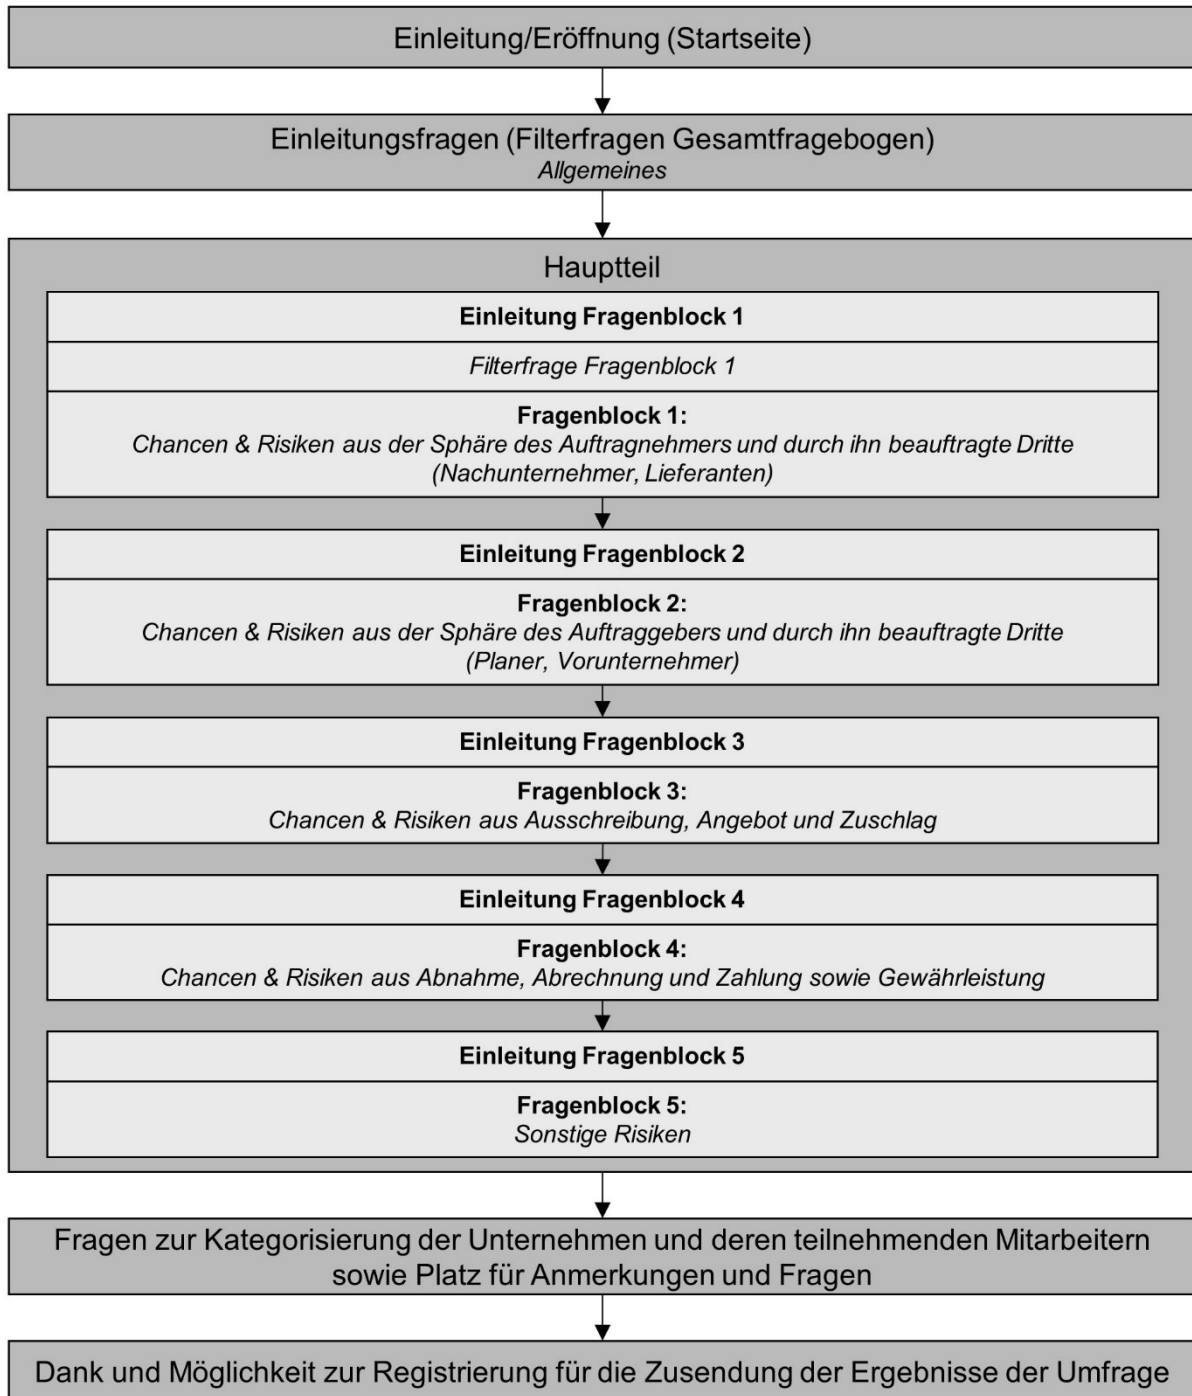 Einleitung/Eröffnung (Startseite)
Einleitungsfragen (Filterfragen Gesamtfragebogen)
Allgemeines
Hauptteil
Einleitung Fragenblock 1
Filterfrage Fragenblock 1
Fragenblock 1:
Chancen & Risiken aus der Sphäre des Auftragnehmers und durch ihn beauftragte Dritte
(Nachunternehmer, Lieferanten)
Einleitung Fragenblock 2
Fragenblock 2:
Chancen & Risiken aus der Sphäre des Auftraggebers und durch ihn beauftragte Dritte
(Planer, Vorunternehmer)
Einleitung Fragenblock 3
Fragenblock 3:
Chancen & Risiken aus Ausschreibung, Angebot und Zuschlag
Einleitung Fragenblock 4
Fragenblock 4:
Chancen & Risiken aus Abnahme, Abrechnung und Zahlung sowie Gewährleistung
Einleitung Fragenblock 5
Fragenblock 5:
Sonstige Risiken
Fragen zur Kategorisierung der Unternehmen und deren teilnehmenden Mitarbeitern
sowie Platz für Anmerkungen und Fragen
Dank und Möglichkeit zur Registrierung für die Zusendung der Ergebnisse der Umfrage